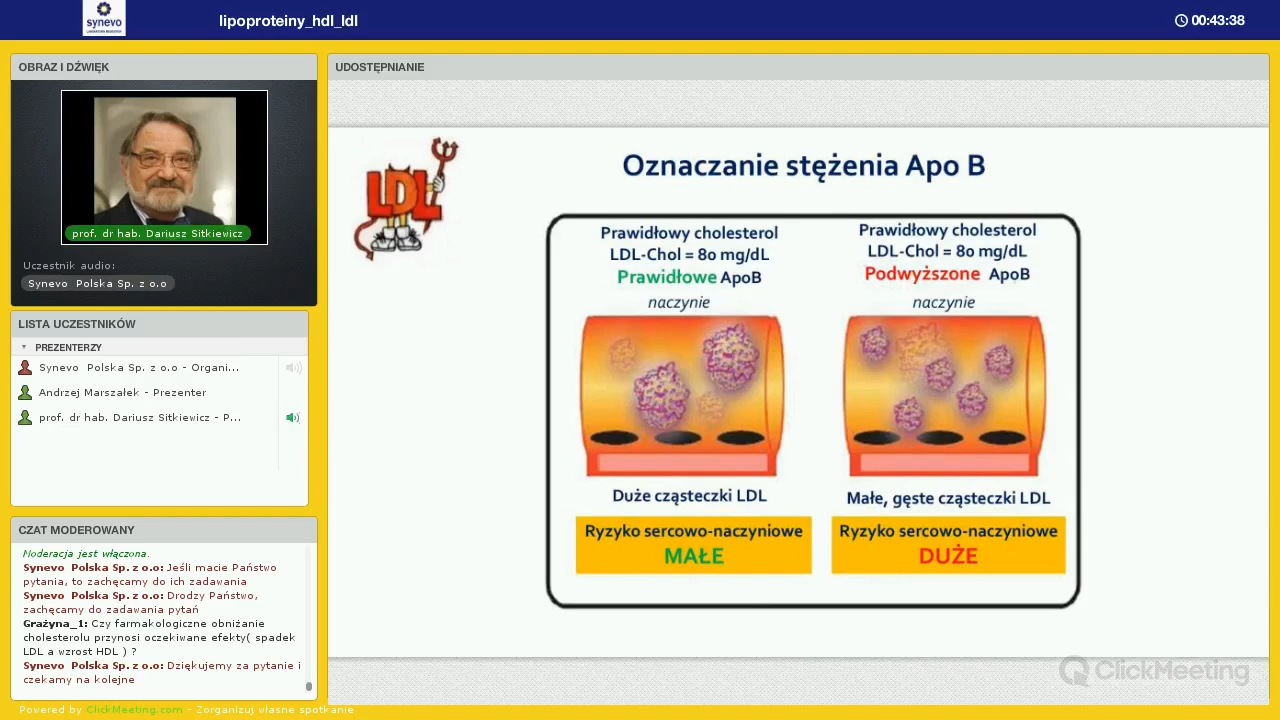 synevo
lipoproteiny_hdl_ldl
00:43:38
OBRAZ I DŹWIĘK
prof. dr hab. Dariusz Sitkiewicz
Uczestnik audio:
Synevo Polska Sp. z o.o
LISTA UCZESTNIKÓW
PREZENTERZY
Synevo Polska Sp. z o.o - Organi...
Andrzej Marszałek - Prezenter
prof. dr hab. Dariusz Sitkiewicz - P...
CZAT MODEROWANY
Moderacja jest włączona.
Synevo Polska Sp. z o.o: Jeśli macie Państwo
pytania, to zachęcamy do ich zadawania
Synevo Polska Sp. z o.o: Drodzy Państwo,
zachęcamy do zadawania pytań
Grażyna_1: Czy farmakologiczne obniżanie
cholesterolu przynosi oczekiwane efekty( spadek
LDL a wzrost HDL ) ?
Synevo Polska Sp. z o.o: Dziękujemy za pytanie i
czekamy na kolejne
UDOSTĘPNIANIE
LDL
Oznaczanie stężenia Apo B
Prawidłowy cholesterol
LDL-Chol = 80 mg/dL
Prawidłowe ApoB
naczynie
Duże cząsteczki LDL
Ryzyko sercowo-naczyniowe
MAŁE
Prawidłowy cholesterol
LDL-Chol = 80 mg/dL
Podwyższone ApoB
naczynie
Małe, gęste cząsteczki LDL
Ryzyko sercowo-naczyniowe
DUŻE
ClickMeeting
Powered by ClickMeeting.com - Zorganizuj własne spotkanie